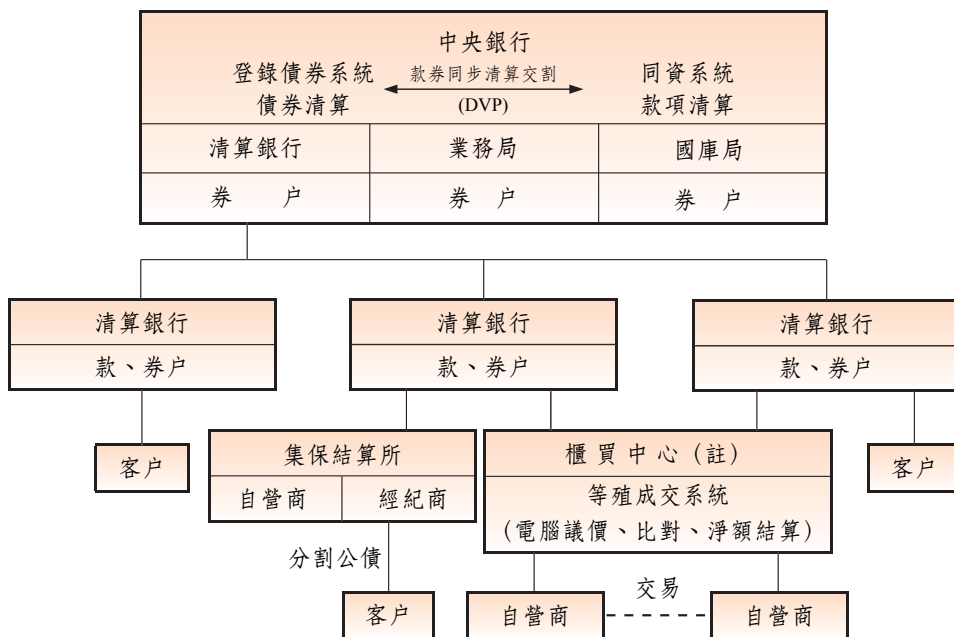 中央銀行
登錄債券系統 款券同步清算交割 同資系統
債券清算 (DVP) 款項清算
清算銀行 業務局 國庫局
券 戶 券 戶 券 戶
清算銀行 清算銀行 清算銀行
款、券戶 款、券戶 款、券戶
客戶 集保結算所 櫃買中心(註) 客戶
自營商 經紀商 等殖成交系統
(電腦議價、比對、淨額結算)
分割公債
交易
客戶 自營商 自營商